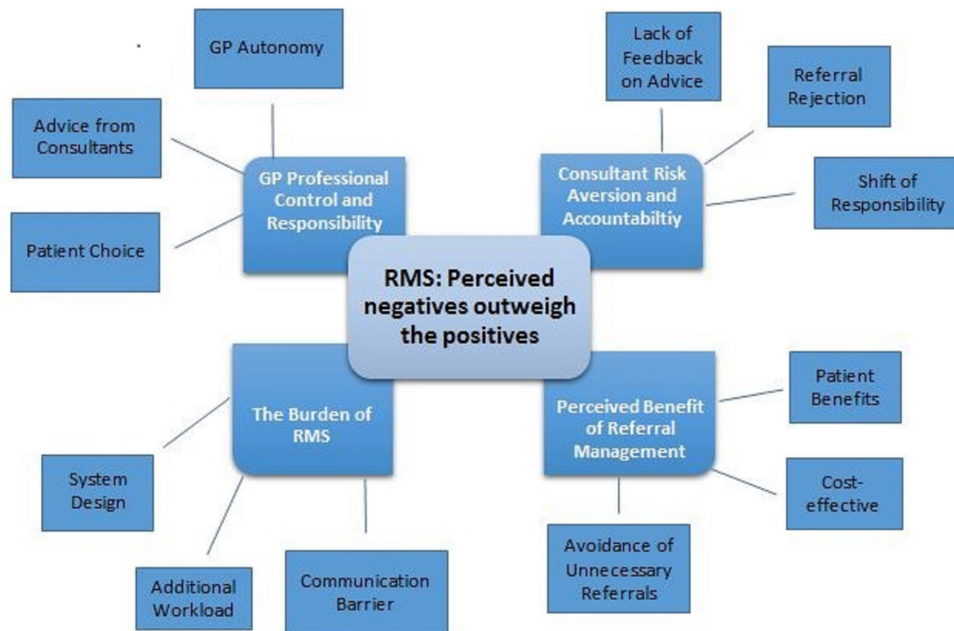 GP Autonomy
Advice from
Consultants
Patient Choice
GP Professional
Control and
Responsibility
Lack of
Feedback
on Advice
Referral
Rejection
Shift of
Responsibility
Consultant Risk
Aversion and
Accountabiltiy
RMS: Perceived
negatives outweigh
the positives
The Burden of
RMS
System
Design
Additional
Workload
Communication
Barrier
Perceived Benefit
of Referral
Management
Patient
Benefits
Cost-
effective
Avoidance of
Unnecessary
Referrals